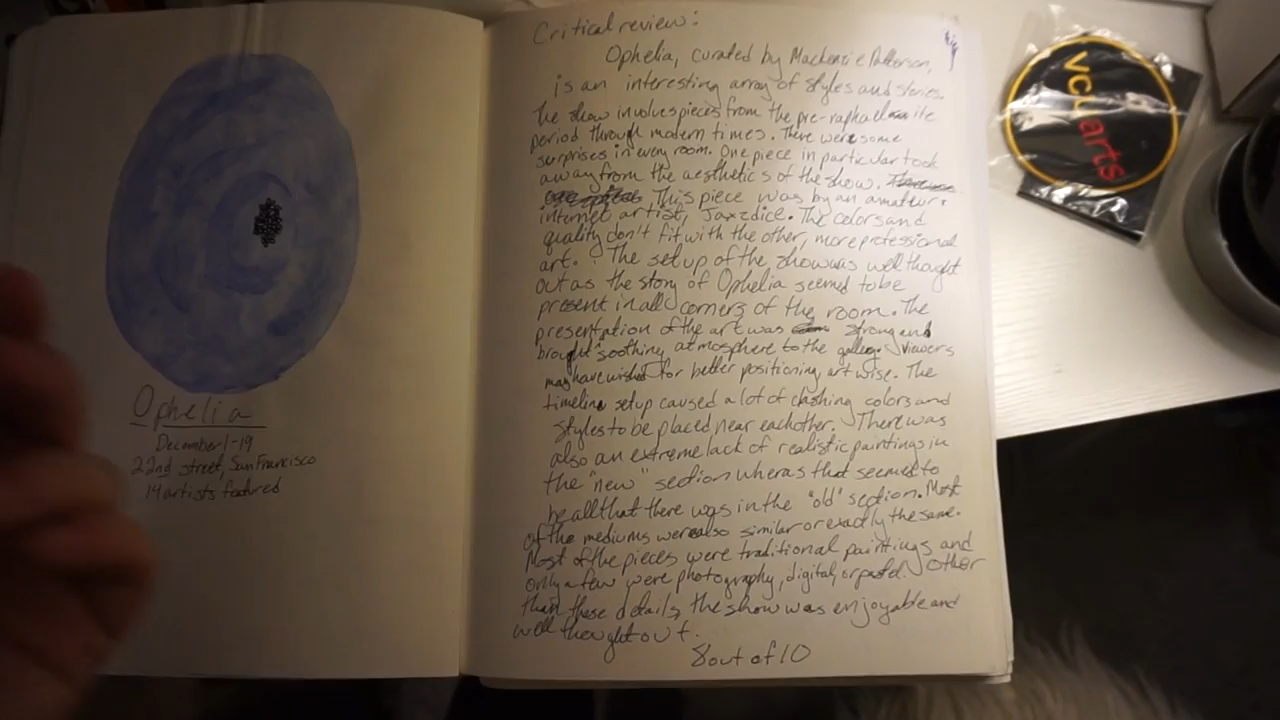 Ophelia
December 1-19
22nd street, San Francisco
14 artists featured
Critical review:
Ophelia, curated by Mackenzie Patterson,
is an interesting array of styles and stories.
The show involves pieces from the pre-raphaelite
period through modern times. There were some
surprises in every room. One piece in particular took
away from the aesthetics of the show.
This piece was by an amateur
internet artist, Jaxzdice. The colors and
quality don't fit with the other, more professional
art. The set up of the show was well thought
out as the story of Ophelia seemed to be
present in all corners of the room. The
presentation of the art was strong and
brought soothing atmosphere to the gallery. Viewers
may have wished for better positioning, art wise. The
timeline setup caused a lot of clashing colors and
styles to be placed near eachother. There was
also an extreme lack of realistic paintings in
the "new" section wheras that seemed to
be all that there was in the "old" section. Most
of the mediums were also similar or exactly the same.
Most of the pieces were traditional paintings and
only a few were photography, digital, or pastel. Other
than these details, the show was enjoyable and
well thought out.
8 out of 10
vcuarts